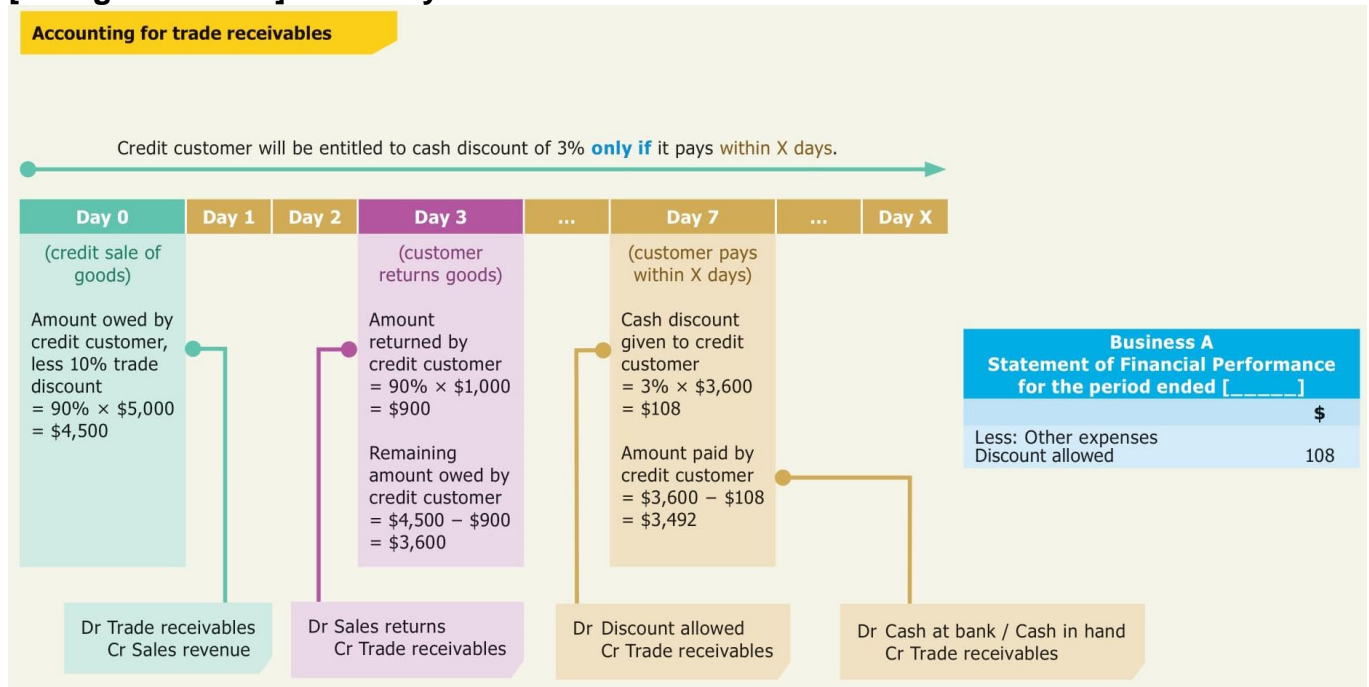 Accounting for trade receivables
Credit customer will be entitled to cash discount of 3% only if it pays within X days.
Day 0
Day 1
Day 2
Day 3
...
Day 7
...
Day X
(credit sale of
goods)
Amount owed by
credit customer,
less 10% trade
discount
= 90% × $5,000
= $4,500
(customer
returns goods)
Amount
returned by
credit customer
= 90% × $1,000
= $900
Remaining
amount owed by
credit customer
= $4,500 − $900
= $3,600
(customer pays
within X days)
Cash discount
given to credit
customer
= 3% × $3,600
= $108
Amount paid by
credit customer
= $3,600 − $108
= $3,492
Business A
Statement of Financial Performance
for the period ended [_____]
$
Less: Other expenses
Discount allowed 108
Dr Trade receivables
Cr Sales revenue
Dr Sales returns
Cr Trade receivables
Dr Discount allowed
Cr Trade receivables
Dr Cash at bank / Cash in hand
Cr Trade receivables